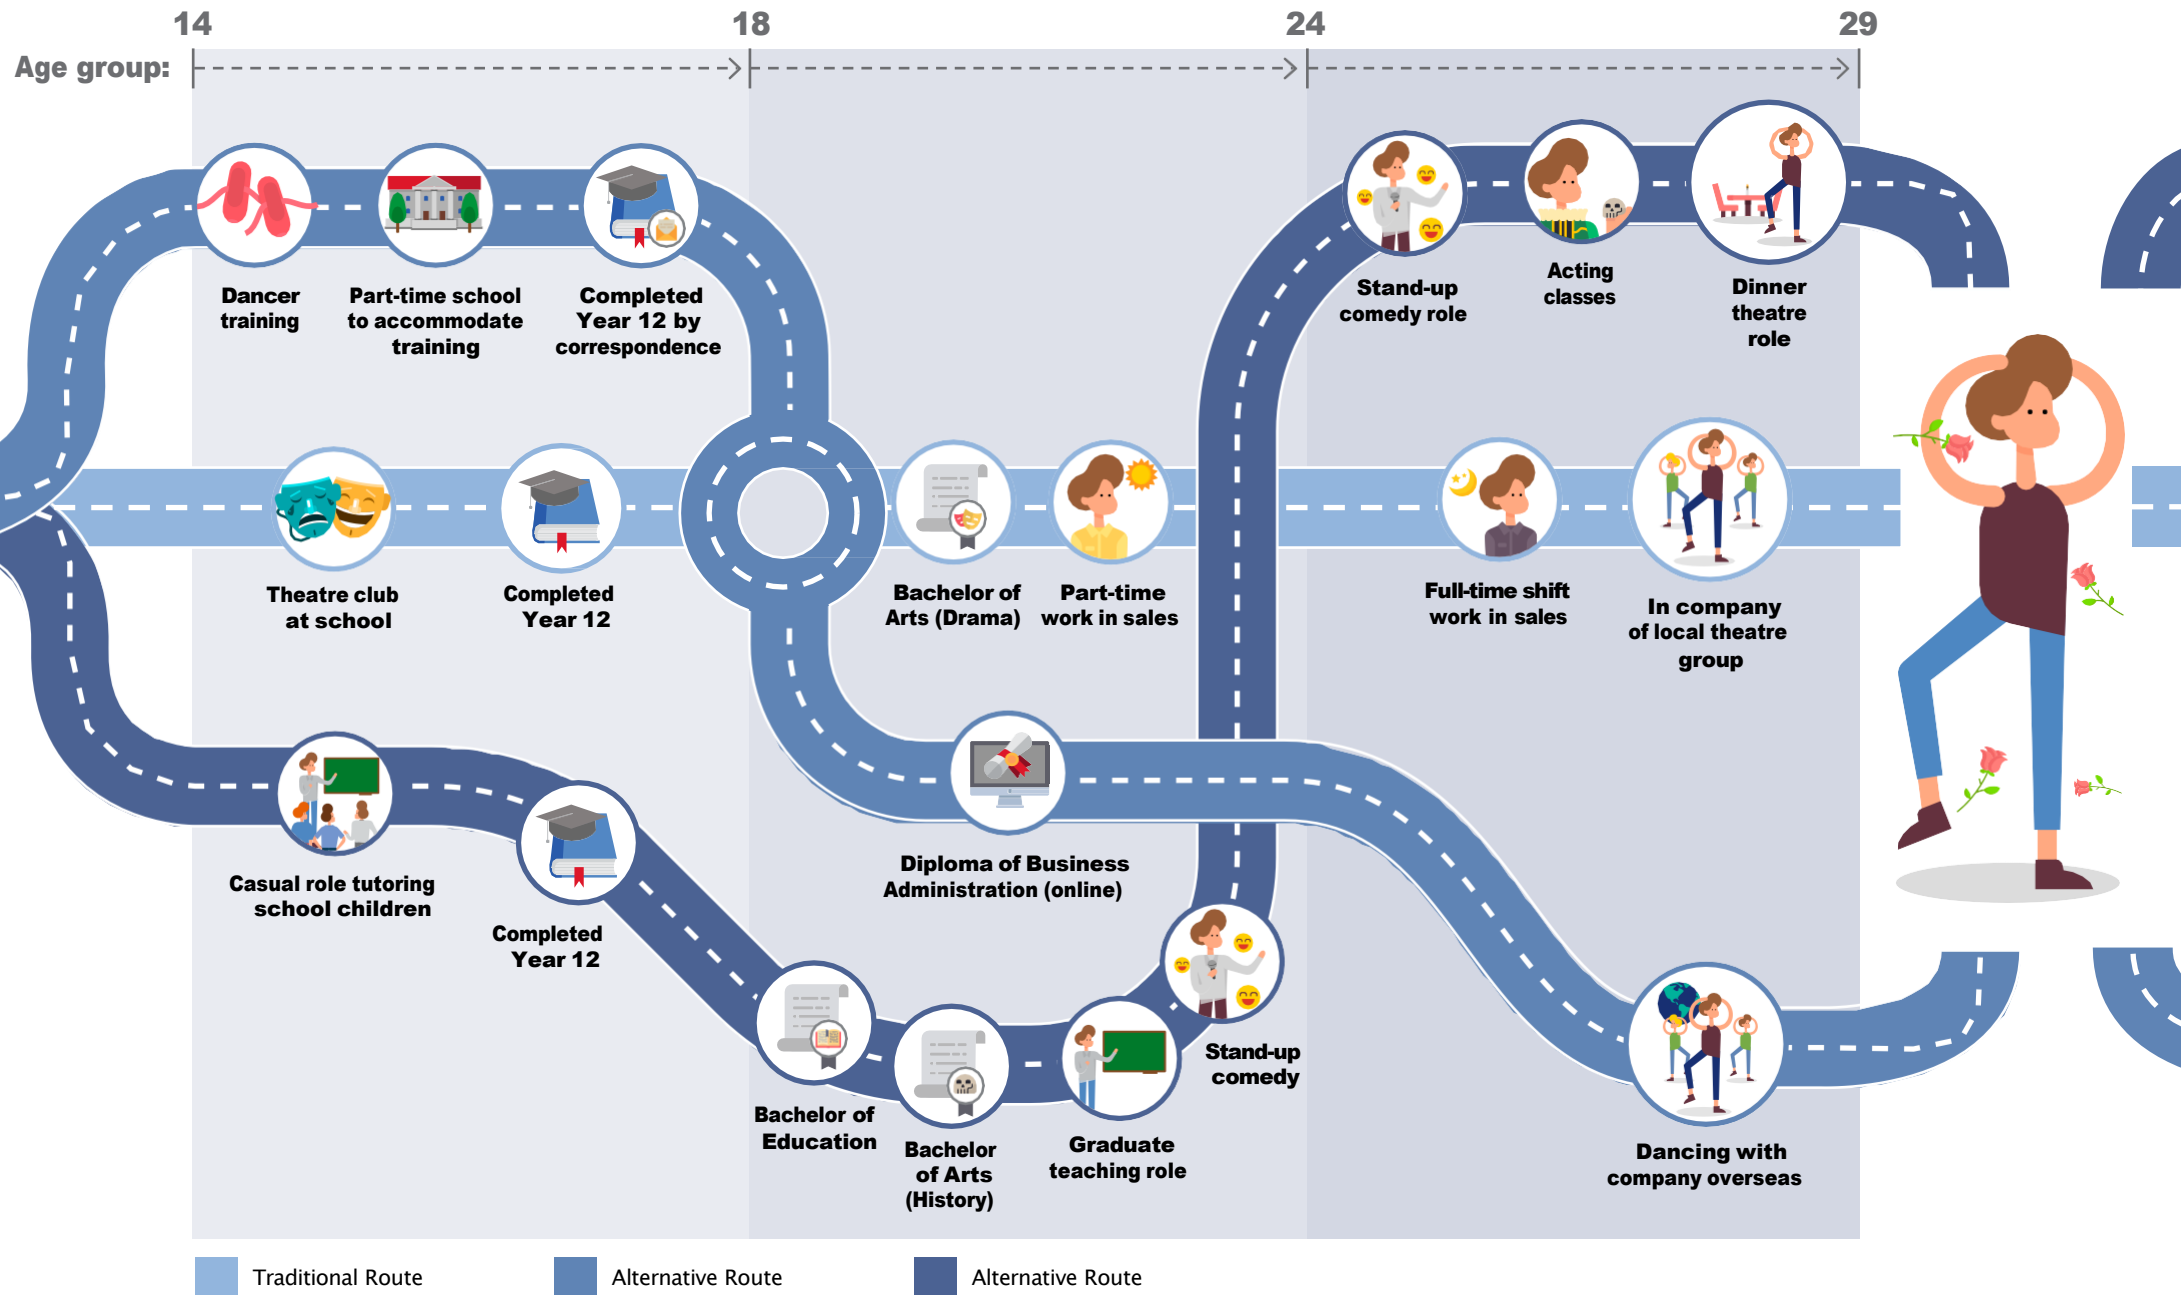 14
18
24
29
Age group:
Dancer
training
Part-time school
to accommodate
training
Completed
Year 12 by
correspondence
Stand-up
comedy role
Acting
classes
Dinner
theatre
role
Theatre club
at school
Completed
Year 12
Bachelor of
Arts (Drama)
Part-time
work in sales
Full-time shift
work in sales
In company
of local theatre
group
Casual role tutoring
school children
Completed
Year 12
Diploma of Business
Administration (online)
Bachelor of
Education
Bachelor
of Arts
(History)
Graduate
teaching role
Stand-up
comedy
Dancing with
company overseas
Traditional Route
Alternative Route
Alternative Route